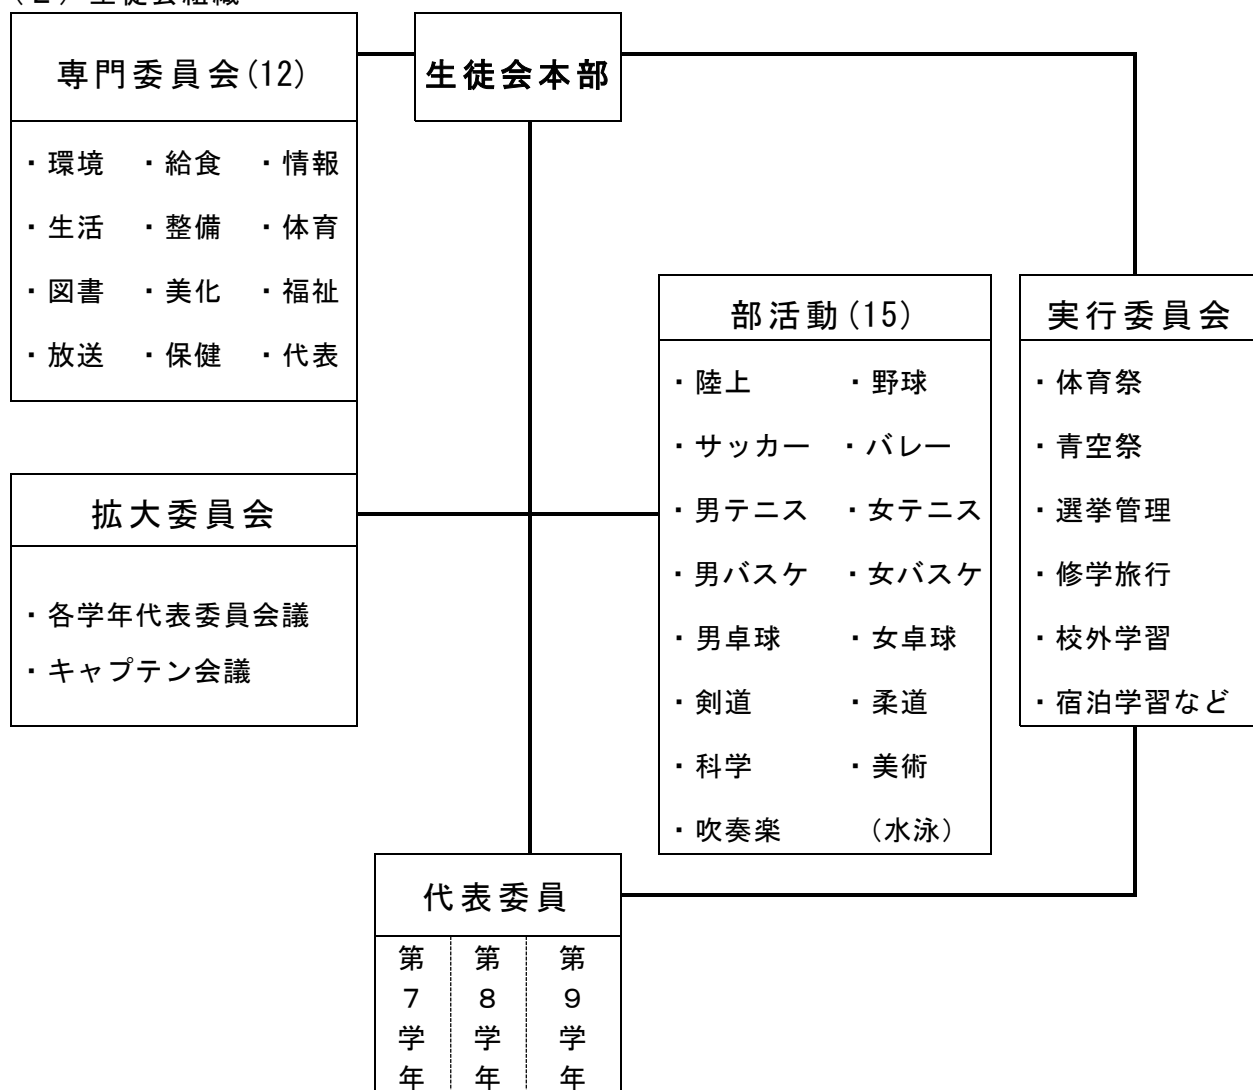 専門委員会(12)
・環境 ・給食 ・情報
・生活 ・整備 ・体育
・図書 ・美化 ・福祉
・放送 ・保健 ・代表
生徒会本部
拡大委員会
・各学年代表委員会議
・キャプテン会議
部活動(15)
・陸上 ・野球
・サッカー ・バレー
・男テニス ・女テニス
・男バスケ ・女バスケ
・男卓球 ・女卓球
・剣道 ・柔道
・科学 ・美術
・吹奏楽 (水泳)
実行委員会
・体育祭
・青空祭
・選挙管理
・修学旅行
・校外学習
・宿泊学習など
代表委員
第7学年
第8学年
第9学年